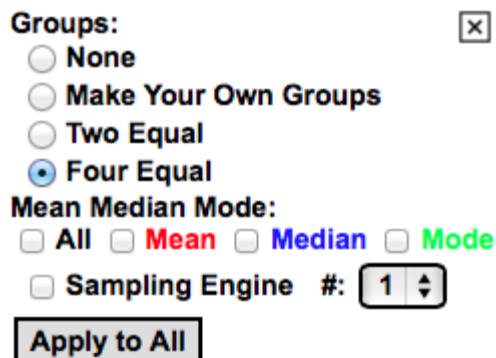 Groups:
None
Make Your Own Groups
Two Equal
Four Equal
Mean Median Mode:
All Mean Median Mode
Sampling Engine #: 1
Apply to All